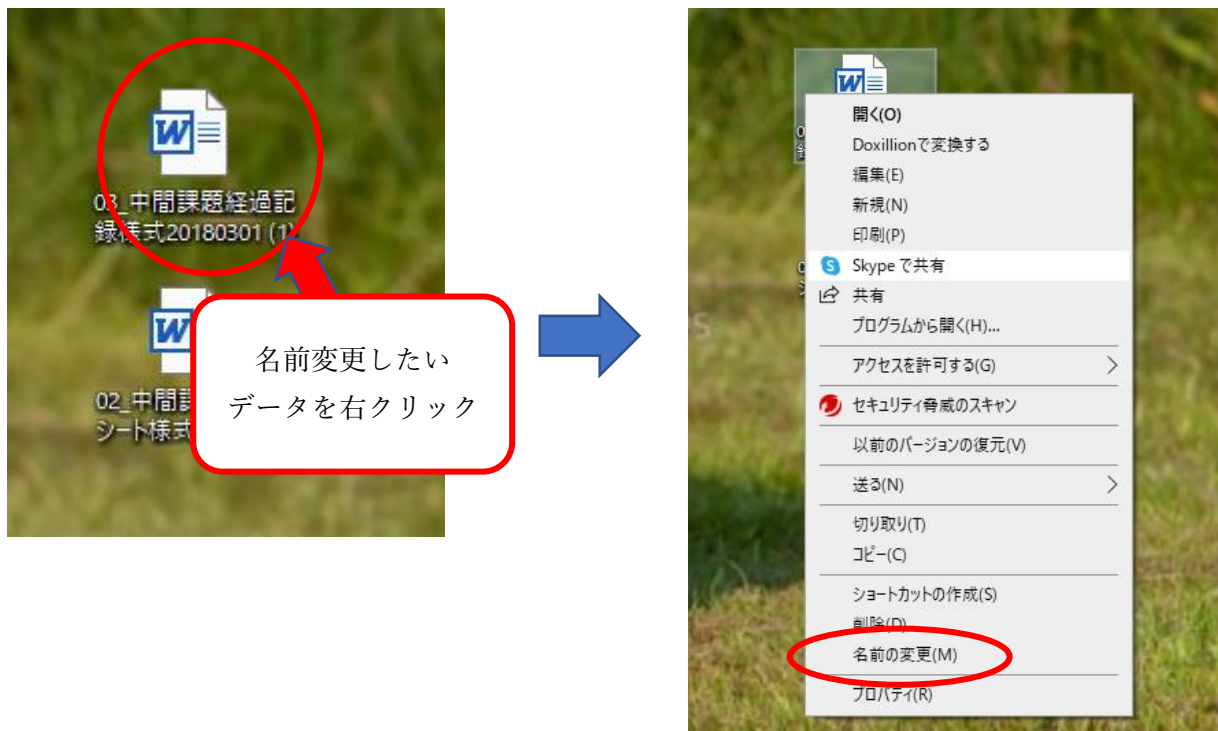 03_中間課題経過記
録様式20180301 (1)
名前変更したい
データを右クリック
02_中間
シート様式
開く(O)
Doxillionで変換する
編集(E)
新規(N)
印刷(P)
Skype で共有
共有
プログラムから開く(H)...
アクセスを許可する(G)
セキュリティ脅威のスキャン
以前のバージョンの復元(V)
送る(N)
切り取り(T)
コピー(C)
ショートカットの作成(S)
削除(D)
名前の変更(M)
プロパティ(R)